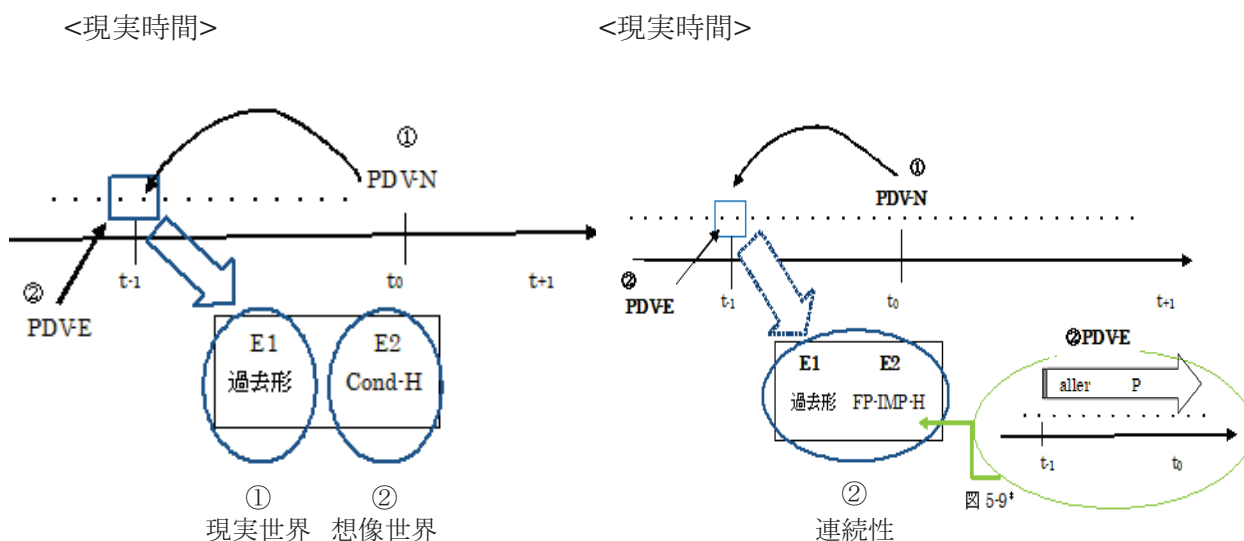 <現実時間>
①
PDV-N
t-1
t0
t+1
②
PDV-E
E1 E2
過去形 Cond-H
① ②
現実世界 想像世界
<現実時間>
①
PDV-N
②
PDV-E
t-1
t0
t+1
E1 E2
過去形 FP-IMP-H
②
連続性
②PDV-E
aller P
t-1
t0
図 5-9‡